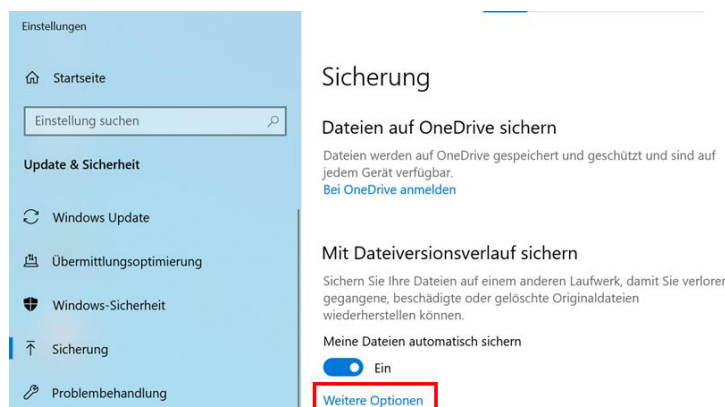 Einstellungen
Startseite
Einstellung suchen
Update & Sicherheit
Windows Update
Übermittlungsoptimierung
Windows-Sicherheit
Sicherung
Problembehandlung
Sicherung
Dateien auf OneDrive sichern
Dateien werden auf OneDrive gespeichert und geschützt und sind auf
jedem Gerät verfügbar.
Bei OneDrive anmelden
Mit Dateiversionsverlauf sichern
Sichern Sie Ihre Dateien auf einem anderen Laufwerk, damit Sie verloren
gegangene, beschädigte oder gelöschte Originaldateien
wiederherstellen können.
Meine Dateien automatisch sichern
Ein
Weitere Optionen